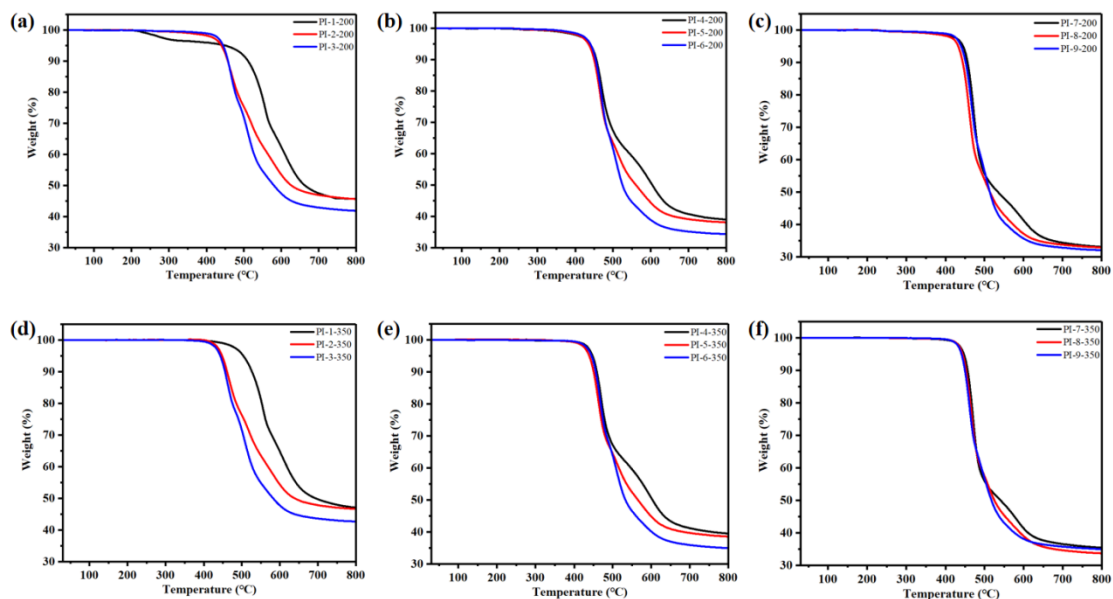 (a)
PI-1-200
PI-2-200
PI-3-200
Weight (%)
100
90
80
70
60
50
40
30
100 200 300 400 500 600 700 800
Temperature (°C)
(b)
PI-4-200
PI-5-200
PI-6-200
Weight (%)
100
90
80
70
60
50
40
30
100 200 300 400 500 600 700 800
Temperature (°C)
(c)
PI-7-200
PI-8-200
PI-9-200
Weight (%)
100
90
80
70
60
50
40
30
100 200 300 400 500 600 700 800
Temperature (°C)
(d)
PI-1-350
PI-2-350
PI-3-350
Weight (%)
100
90
80
70
60
50
40
30
100 200 300 400 500 600 700 800
Temperature (°C)
(e)
PI-4-350
PI-5-350
PI-6-350
Weight (%)
100
90
80
70
60
50
40
30
100 200 300 400 500 600 700 800
Temperature (°C)
(f)
PI-7-350
PI-8-350
PI-9-350
Weight (%)
100
90
80
70
60
50
40
30
100 200 300 400 500 600 700 800
Temperature (°C)